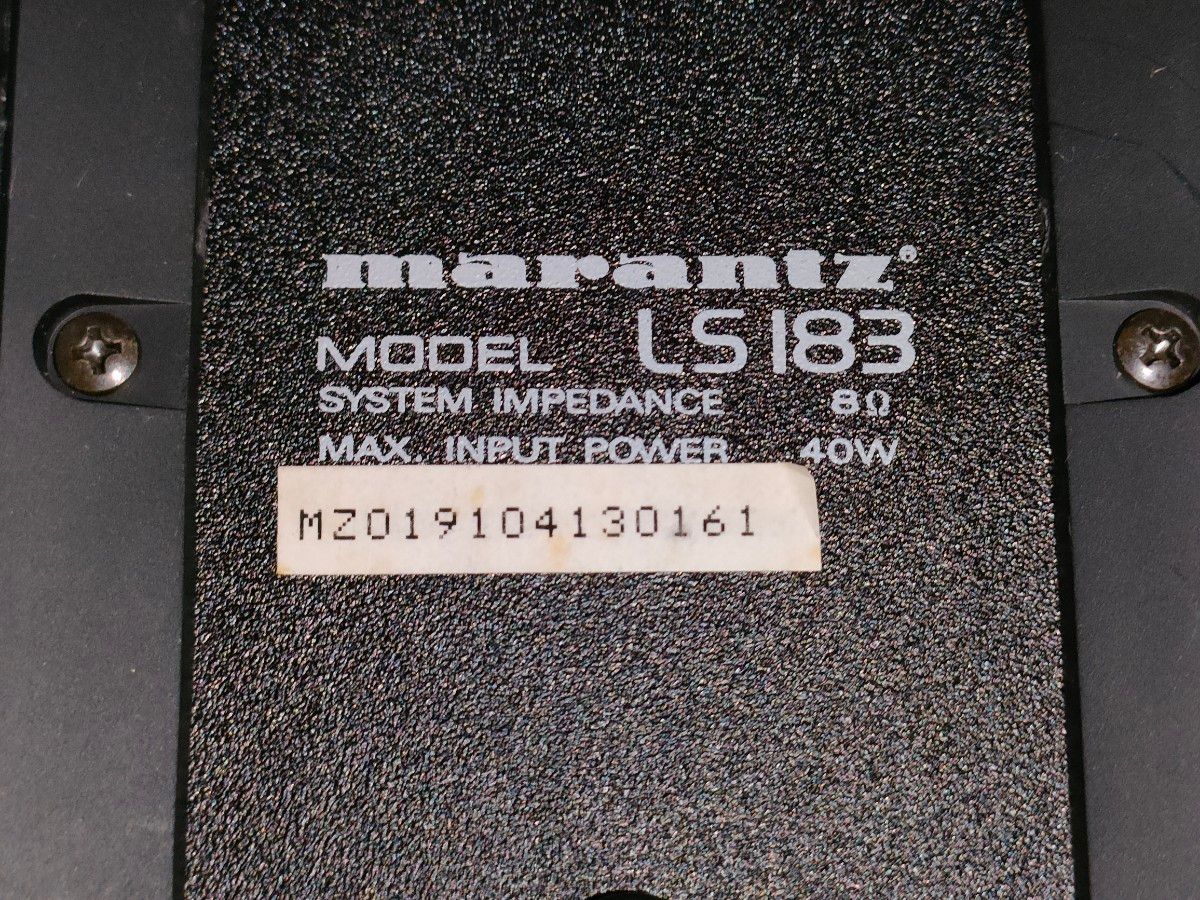 marantz®
MODEL LS183
SYSTEM IMPEDANCE 8Ω
MAX. INPUT POWER 40W
MZ019104130161